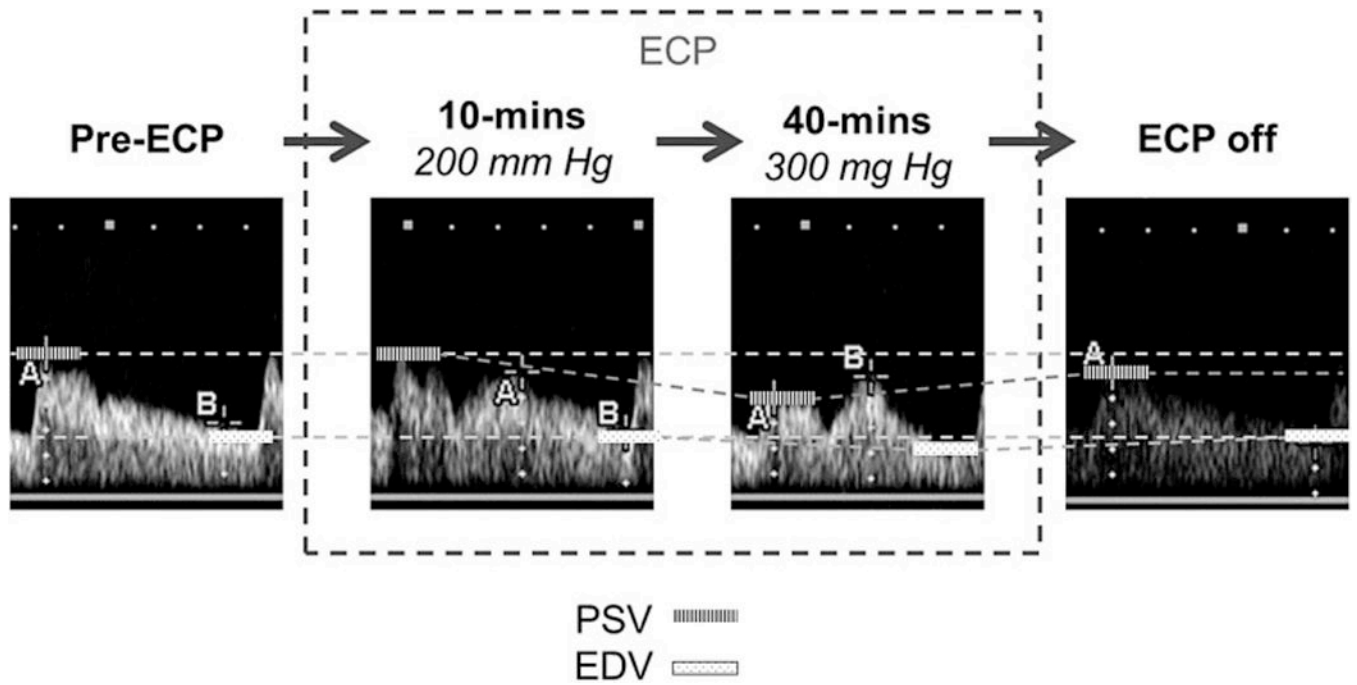 ECP
Pre-ECP
10-mins
200 mm Hg
40-mins
300 mg Hg
ECP off
A
B
A
B
A
B
A
PSV
EDV